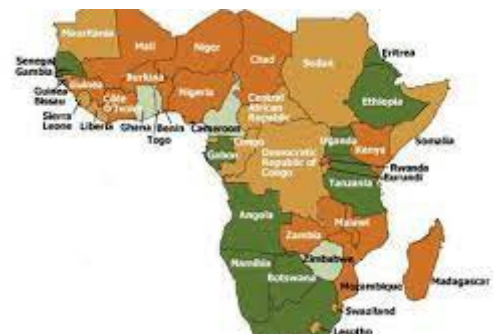 Mauritania
Mali
Niger
Chad
Sudan
Eritrea
Senegal
Gambia
Guinea
Bissau
Guinea
Burkina
Nigeria
Sierra
Leone
Liberia
Côte
D'Ivoire
Ghana
Togo
Benin
Cameroon
Central
African
Republic
Ethiopia
Somalia
Gabon
Congo
Democratic
Republic of
Congo
Uganda
Kenya
Rwanda
Burundi
Tanzania
Angola
Zambia
Malawi
Zimbabwe
Namibia
Botswana
Mozambique
Madagascar
Swaziland
Lesotho